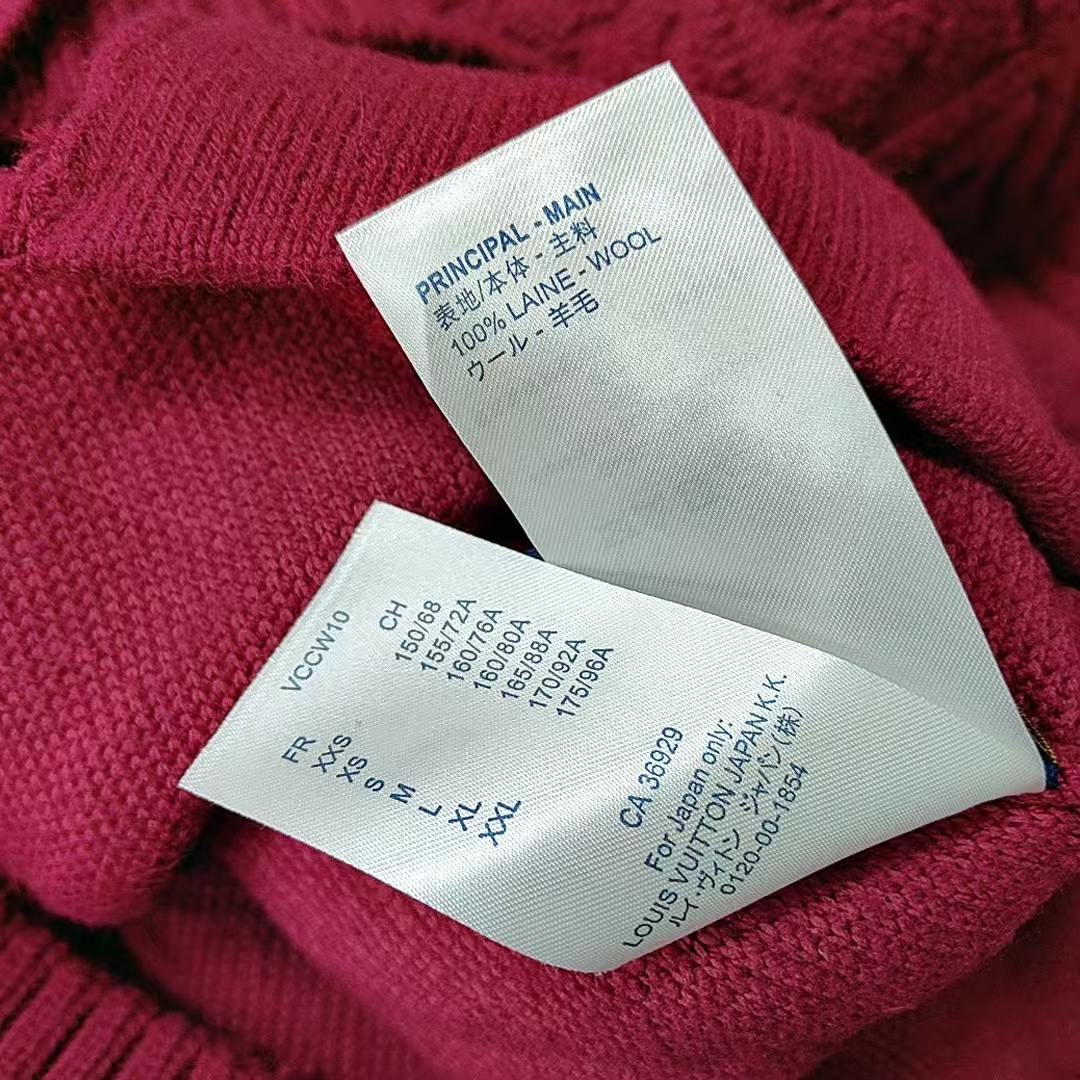 PRINCIPAL - MAIN
表地/本体 - 主料
100% LAINE - WOOL
ウール - 羊毛
VCCW10
FR CH
XXS 150/68
XS 155/72A
S 160/76A
M 160/80A
L 165/88A
XL 170/92A
XXL 175/96A
CA 36929
For Japan only:
LOUIS VUITTON JAPAN K.K.
ルイ・ヴィトン ジャパン(株)
0120-00-1854